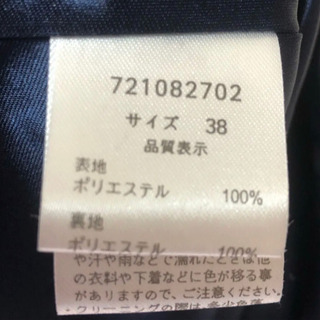 721082702
サイズ 38
品質表示
表地
ポリエステル 100%
裏地
ポリエステル 100%
や汗や雨などで濡れたときは他
の衣料や下着などに色が移る事
がありますので、ご注意ください。